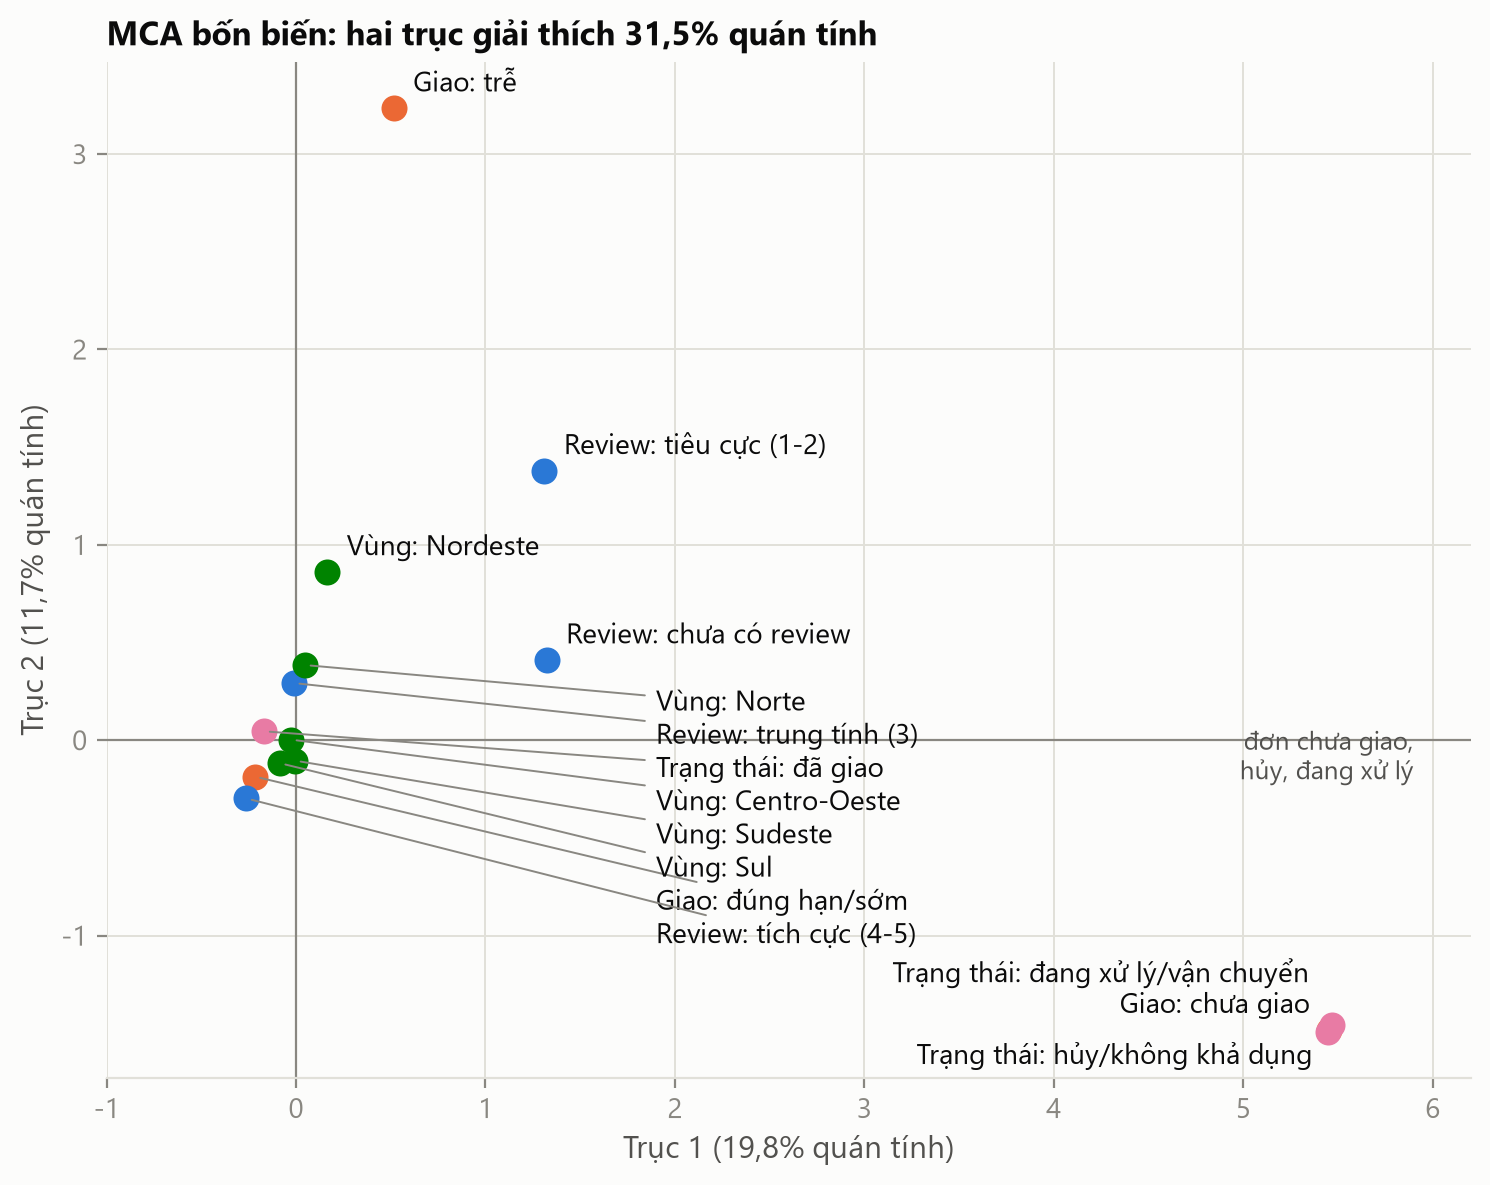 MCA bốn biến: hai trục giải thích 31,5% quán tính
Giao: trễ
3
2
Review: tiêu cực (1-2)
Vùng: Nordeste
1
Review: chưa có review
Vùng: Norte
Review: trung tính (3)
0
đơn chưa giao,
hủy, đang xử lý
Trạng thái: đã giao
Vùng: Centro-Oeste
Vùng: Sudeste
Vùng: Sul
Giao: đúng hạn/sớm
Review: tích cực (4-5)
-1
Trạng thái: đang xử lý/vận chuyển
Giao: chưa giao
Trạng thái: hủy/không khả dụng
Trục 2 (11,7% quán tính)
-1 0 1 2 3 4 5 6
Trục 1 (19,8% quán tính)